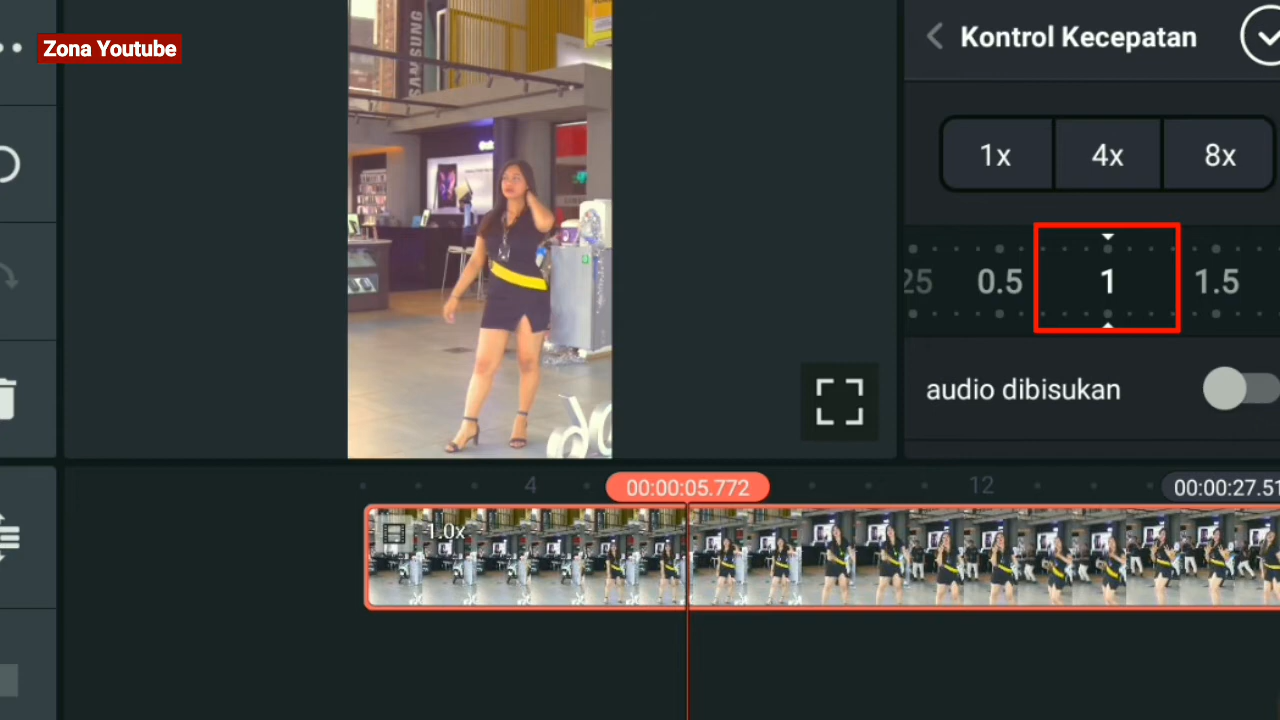 Zona Youtube
SAMSUNG
Kontrol Kecepatan
1x
4x
8x
25
0.5
1
1.5
audio dibisukan
4
00:00:05.772
12
00:00:27.51
1.0x